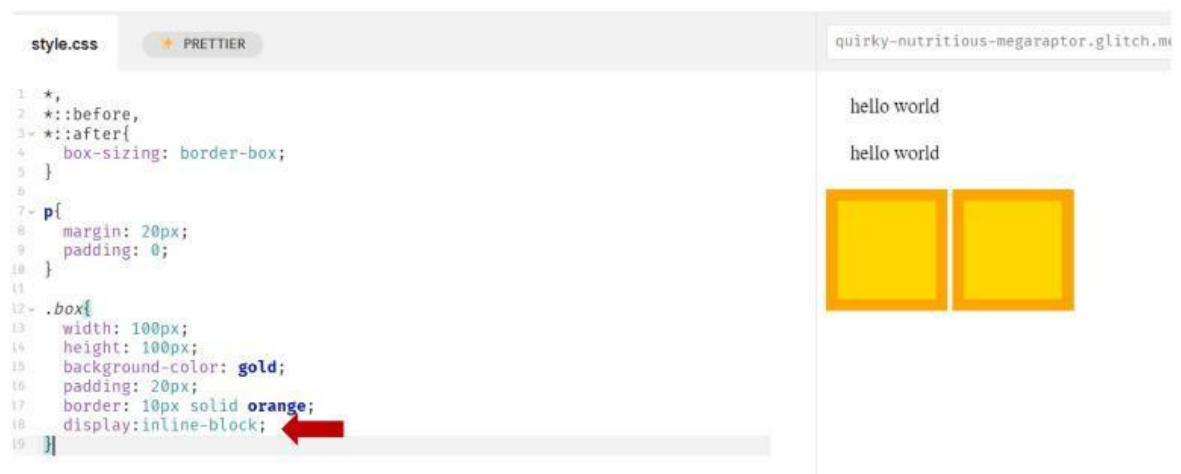 style.css
PRETTIER
quirky-nutritious-megaraptor.glitch.me
1 *,
2 *::before,
3 *::after{
4 box-sizing: border-box;
5 }
6
7 p{
8 margin: 20px;
9 padding: 0;
10 }
11
12 .box{
13 width: 100px;
14 height: 100px;
15 background-color: gold;
16 padding: 20px;
17 border: 10px solid orange;
18 display:inline-block;
19 }
hello world
hello world